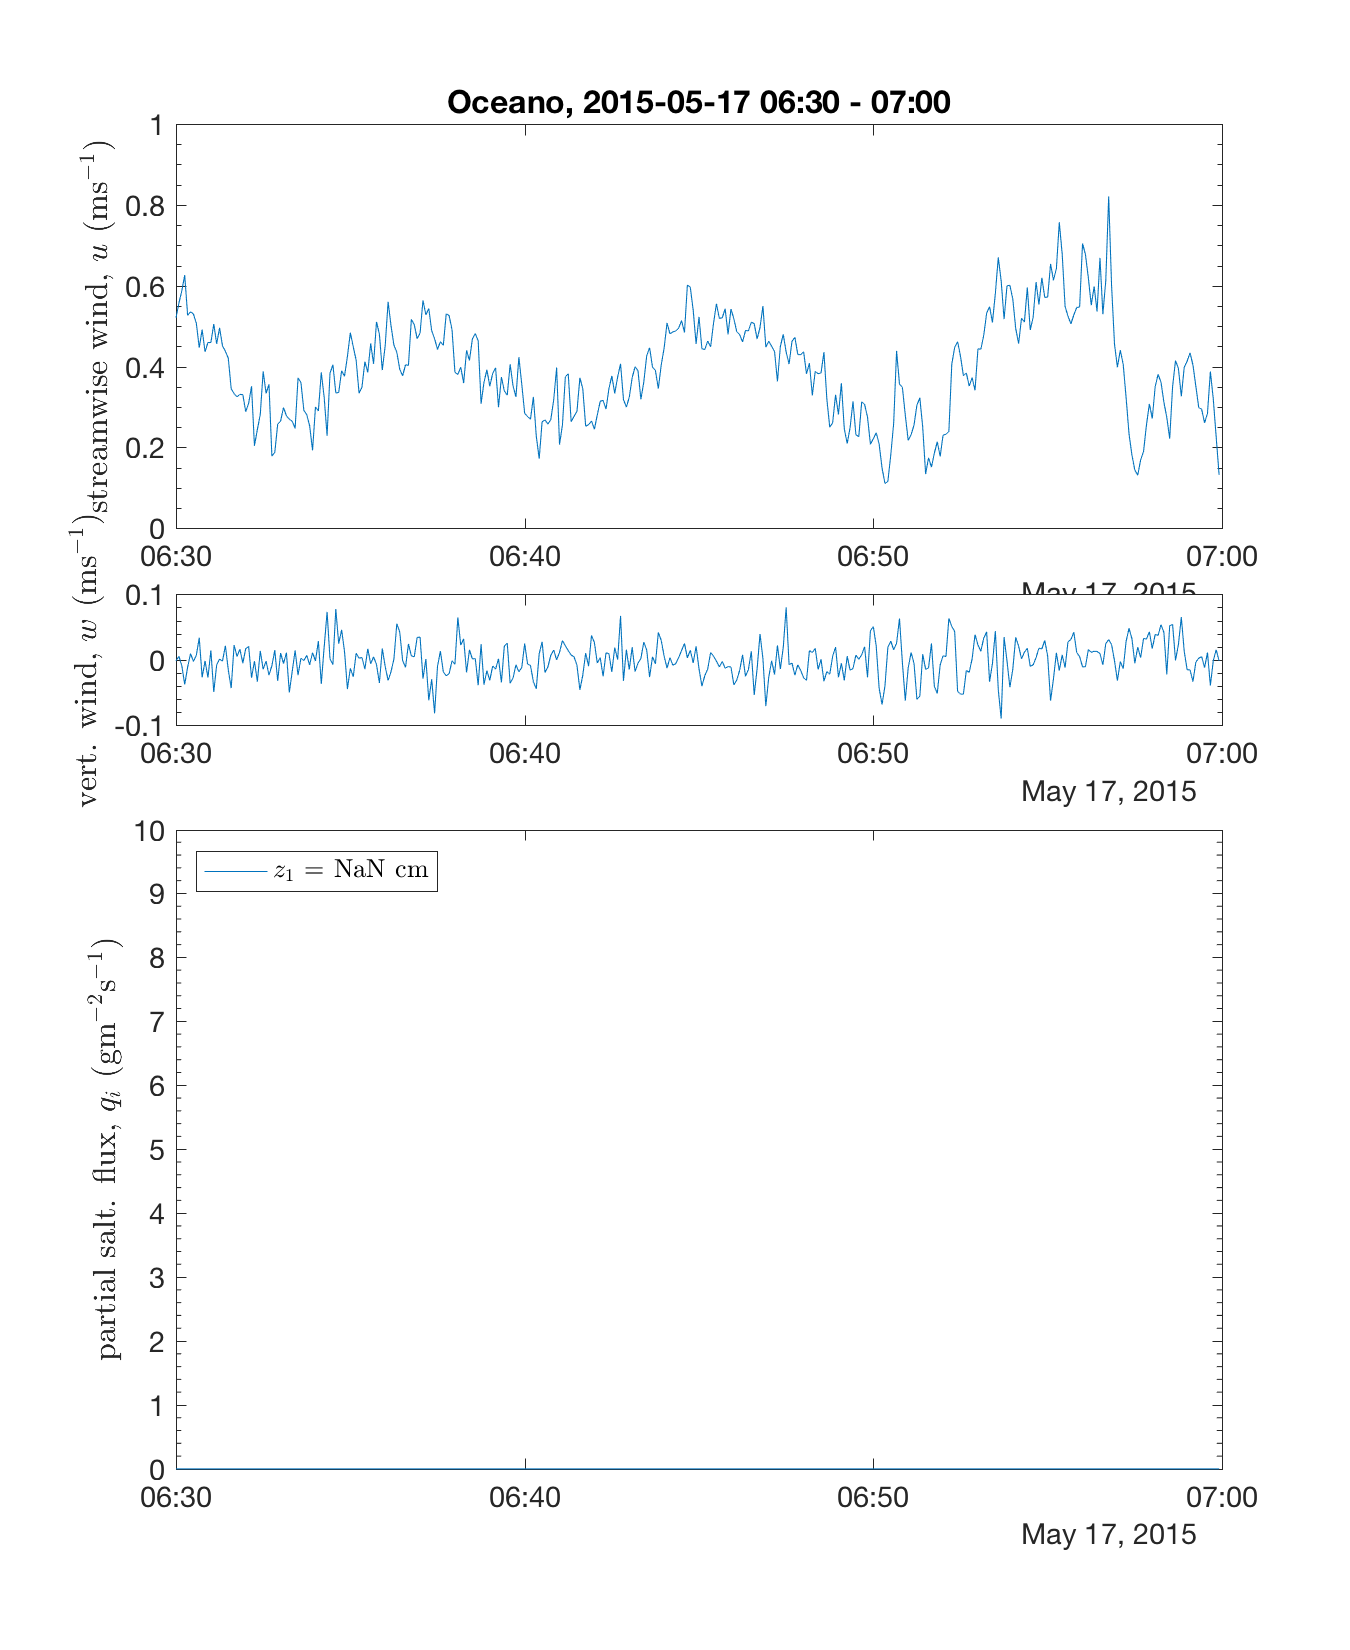 Oceano, 2015-05-17 06:30 - 07:00
streamwise wind, u (ms⁻¹)
1
0.8
0.6
0.4
0.2
0
06:30 06:40 06:50 07:00
May 17, 2015
vert. wind, w (ms⁻¹)
0.1
0
-0.1
06:30 06:40 06:50 07:00
May 17, 2015
partial salt. flux, qᵢ (gm⁻²s⁻¹)
10
9
8
7
6
5
4
3
2
1
0
z₁ = NaN cm
06:30 06:40 06:50 07:00
May 17, 2015